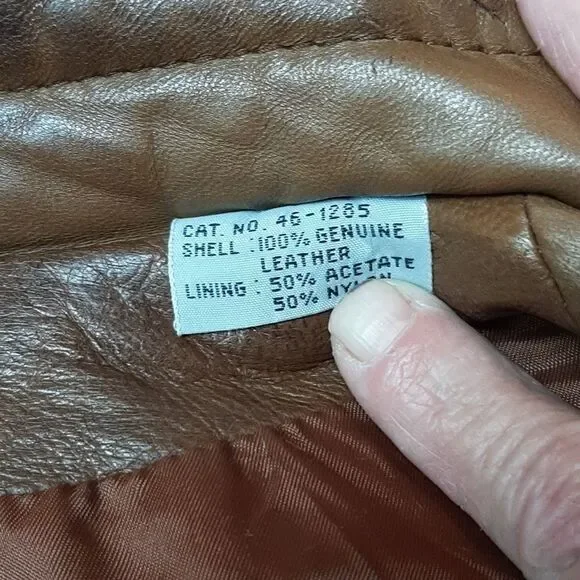 CAT. NO. 46-1285
SHELL :100% GENUINE
LEATHER
LINING : 50% ACETATE
50% NYLON